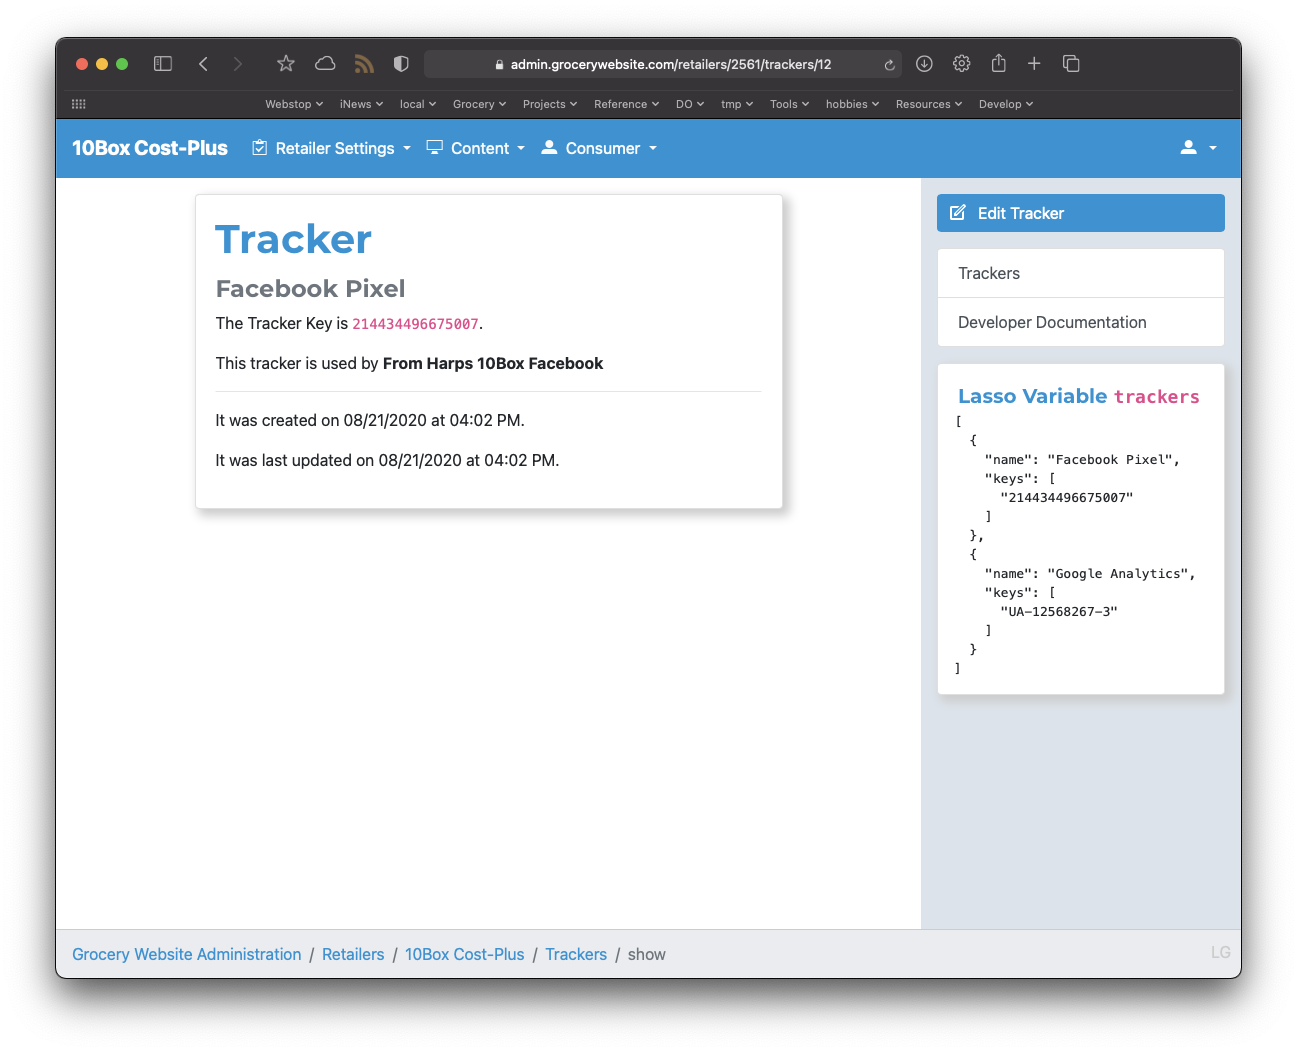 admin.grocerywebsite.com/retailers/2561/trackers/12
Webstop iNews local Grocery Projects Reference DO tmp Tools hobbies Resources Develop
10Box Cost-Plus Retailer Settings Content Consumer
Tracker
Facebook Pixel
The Tracker Key is 214434496675007.
This tracker is used by From Harps 10Box Facebook
It was created on 08/21/2020 at 04:02 PM.
It was last updated on 08/21/2020 at 04:02 PM.
Edit Tracker
Trackers
Developer Documentation
Lasso Variable trackers
[
{
"name": "Facebook Pixel",
"keys": [
"214434496675007"
]
},
{
"name": "Google Analytics",
"keys": [
"UA-12568267-3"
]
}
]
Grocery Website Administration / Retailers / 10Box Cost-Plus / Trackers / show
LG